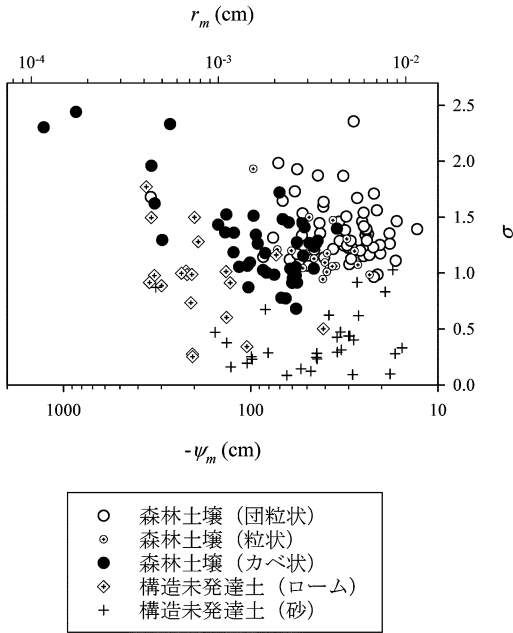 r_m (cm)
10⁻⁴ 10⁻³ 10⁻²
2.5
2.0
1.5
1.0
0.5
0.0
σ
1000 100 10
-ψ_m (cm)
森林土壌（団粒状）
森林土壌（粒状）
森林土壌（カベ状）
構造未発達土（ローム）
構造未発達土（砂）